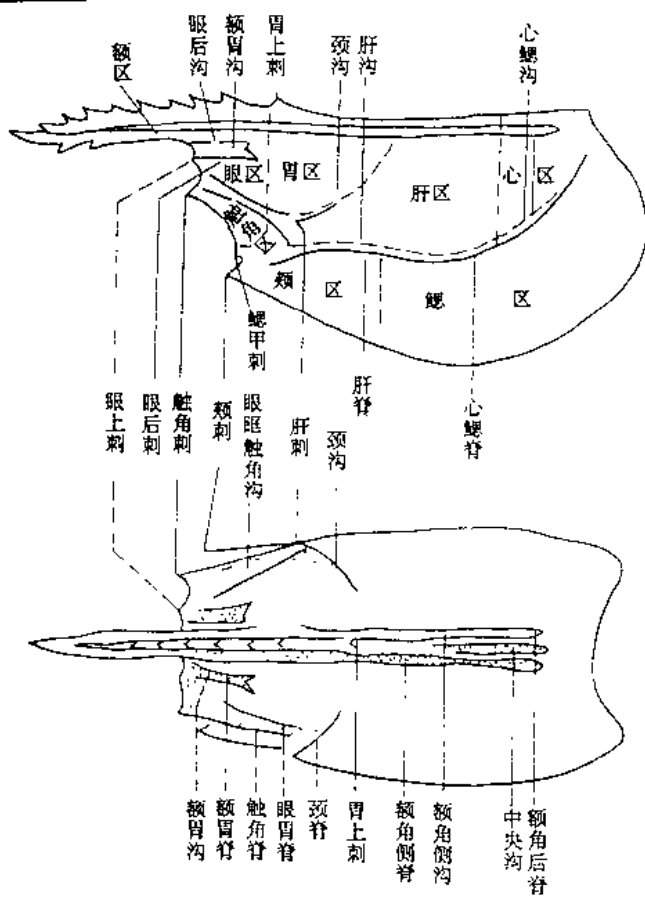 额区
眼后沟
额胃沟
胃上刺
颈沟
肝沟
心鳃沟
眼区
胃区
肝区
心区
触角区
颊区
鳃区
鳃甲刺
眼上刺
眼后刺
触角刺
颊刺
眼眶触角沟
肝刺
颈沟
肝脊
心鳃脊
额胃沟
额胃脊
触角脊
眼胃脊
颈脊
胃上刺
额角侧脊
额角侧沟
中央沟
额角后脊